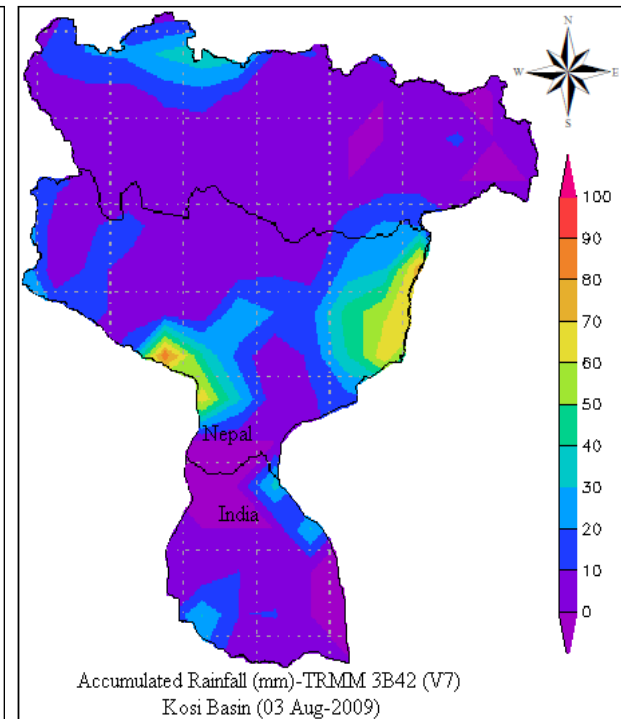 N
W E
S
100
90
80
70
60
50
40
30
20
10
0
Nepal
India
Accumulated Rainfall (mm)-TRMM 3B42 (V7)
Kosi Basin (03 Aug-2009)